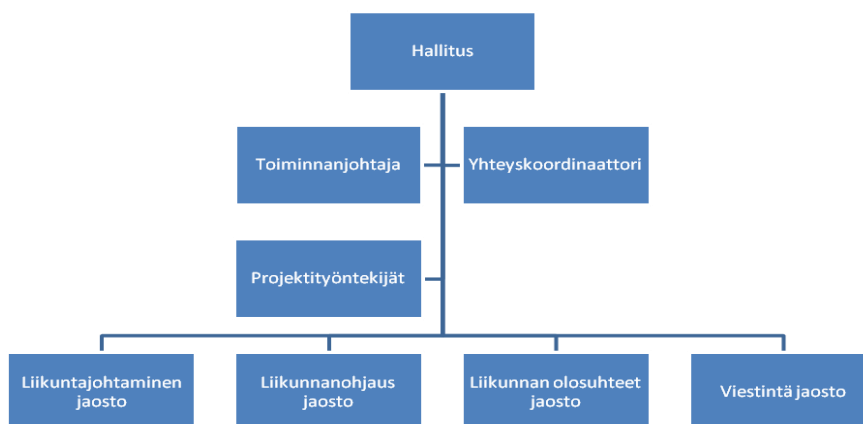 Hallitus
Toiminnanjohtaja
Yhteyskoordinaattori
Projektityöntekijät
Liikuntajohtaminen
jaosto
Liikunnanohjaus
jaosto
Liikunnan olosuhteet
jaosto
Viestintä jaosto